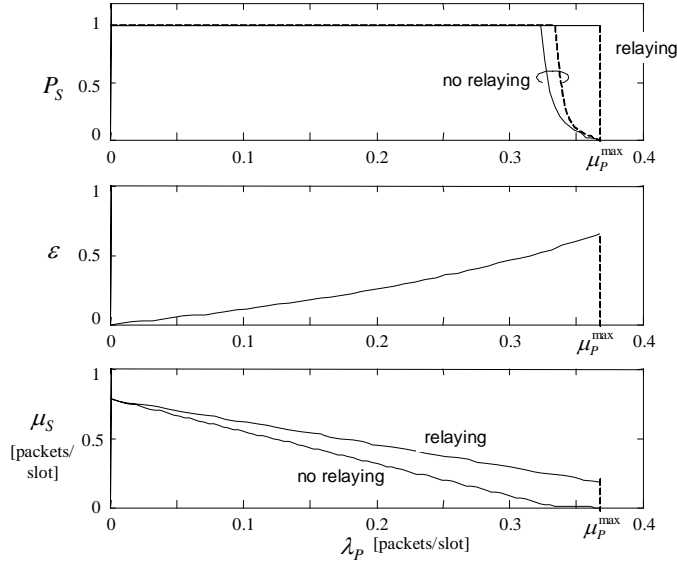 1
relaying
no relaying
P_S 0.5
0
0 0.1 0.2 0.3 0.4
μ_P^max
1
ε 0.5
0
0 0.1 0.2 0.3 0.4
μ_P^max
1
μ_S 0.5
[packets/
slot]
relaying
no relaying
0
0 0.1 0.2 0.3 0.4
μ_P^max
λ_P [packets/slot]